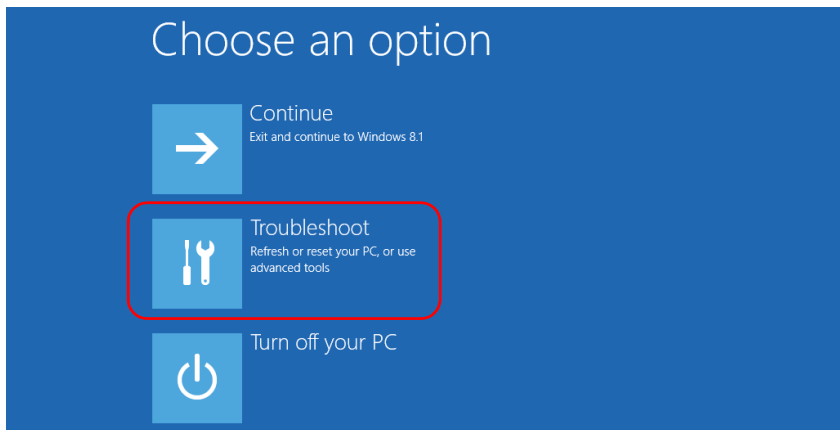 Choose an option
Continue
Exit and continue to Windows 8.1
Troubleshoot
Refresh or reset your PC, or use
advanced tools
Turn off your PC